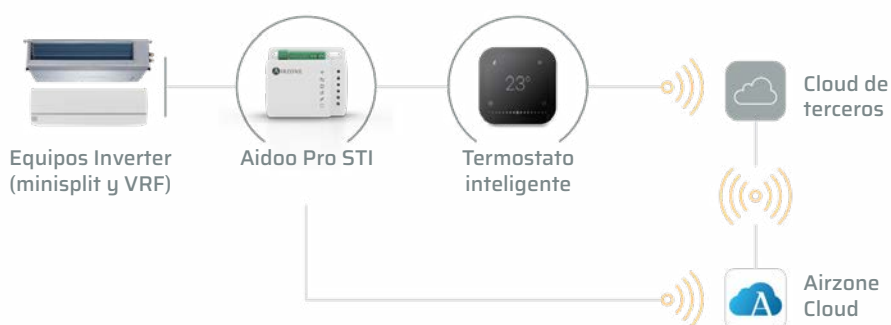 Equipos Inverter
(minisplit y VRF)
Aidoo Pro STI
23°
Termostato
inteligente
Cloud de
terceros
Airzone
Cloud
A